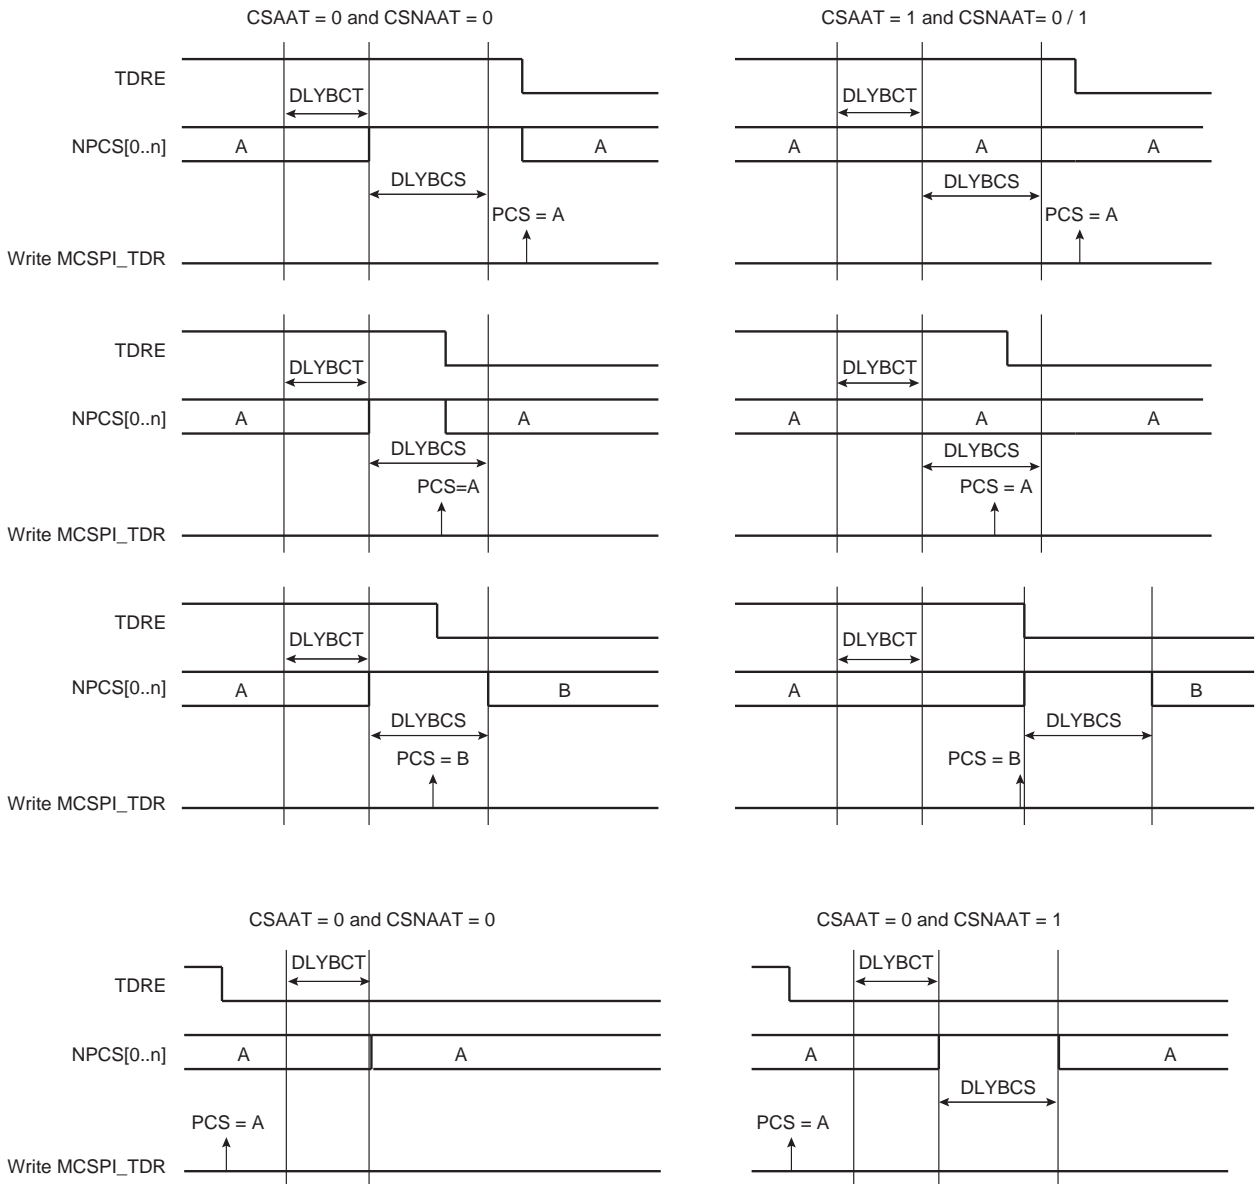 CSAAT = 0 and CSNAAT = 0
CSAAT = 1 and CSNAAT= 0 / 1
TDRE
DLYBCT
DLYBCT
NPCS[0..n]
A
A
A
A
A
DLYBCS
DLYBCS
PCS = A
PCS = A
Write MCSPI_TDR
TDRE
DLYBCT
DLYBCT
NPCS[0..n]
A
A
A
A
A
DLYBCS
DLYBCS
PCS=A
PCS = A
Write MCSPI_TDR
TDRE
DLYBCT
DLYBCT
NPCS[0..n]
A
B
A
B
DLYBCS
DLYBCS
PCS = B
PCS = B
Write MCSPI_TDR
CSAAT = 0 and CSNAAT = 0
CSAAT = 0 and CSNAAT = 1
DLYBCT
DLYBCT
TDRE
NPCS[0..n]
A
A
A
A
DLYBCS
PCS = A
PCS = A
Write MCSPI_TDR